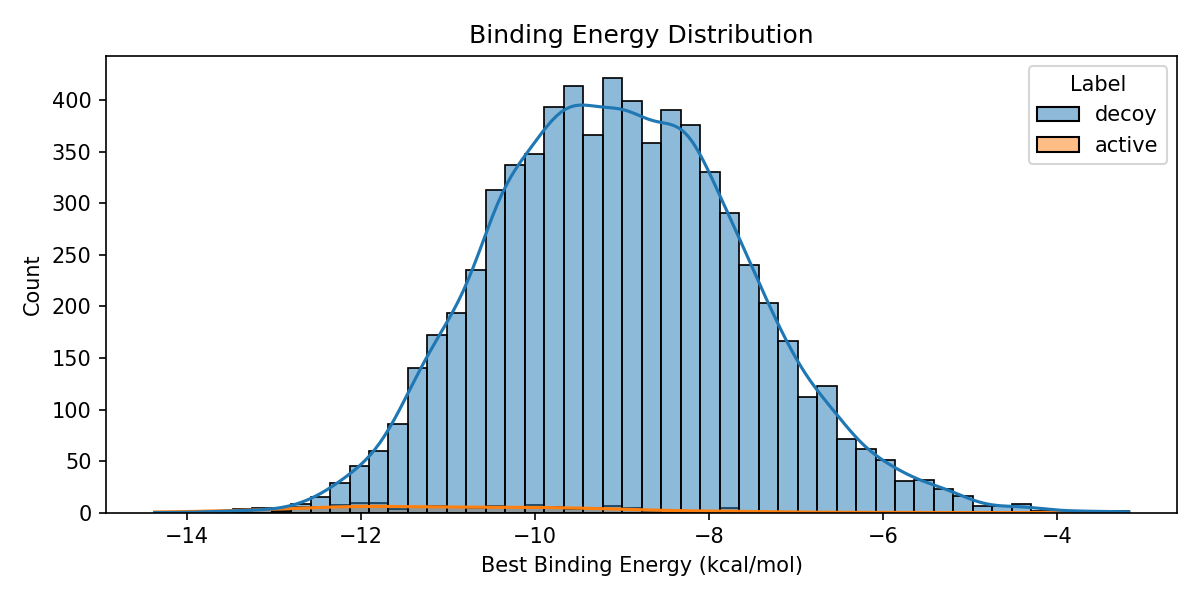 Binding Energy Distribution
Label
decoy
active
Count
400
350
300
250
200
150
100
50
0
−14 −12 −10 −8 −6 −4
Best Binding Energy (kcal/mol)